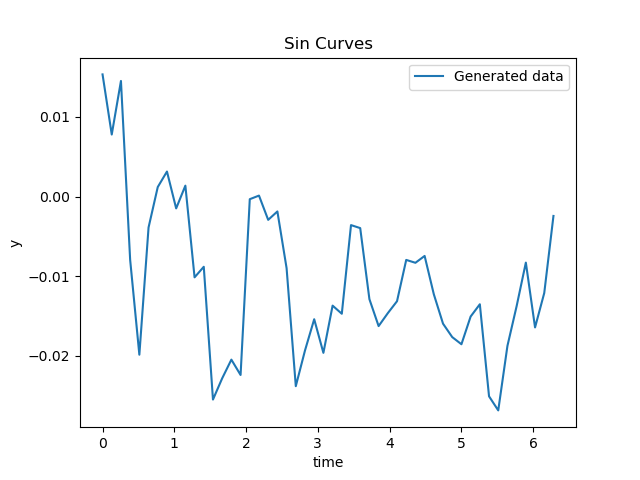 Sin Curves
Generated data
y
0.01
0.00
−0.01
−0.02
0 1 2 3 4 5 6
time